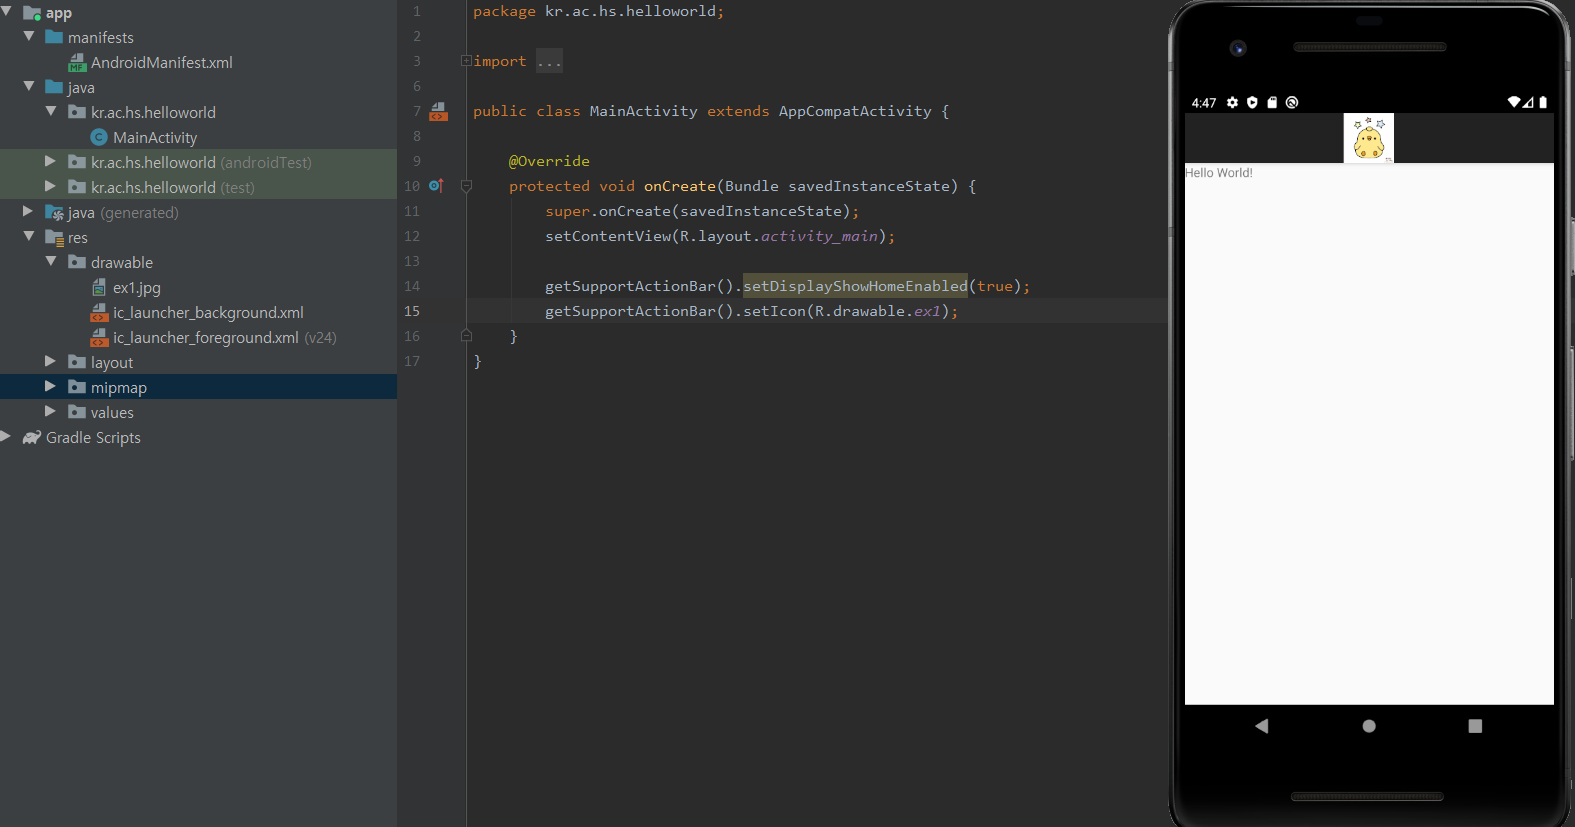 app
manifests
AndroidManifest.xml
java
kr.ac.hs.helloworld
MainActivity
kr.ac.hs.helloworld (androidTest)
kr.ac.hs.helloworld (test)
java (generated)
res
drawable
ex1.jpg
ic_launcher_background.xml
ic_launcher_foreground.xml (v24)
layout
mipmap
values
Gradle Scripts
1 package kr.ac.hs.helloworld;
2
3 import ...
6
7 public class MainActivity extends AppCompatActivity {
8
9 @Override
10 protected void onCreate(Bundle savedInstanceState) {
11 super.onCreate(savedInstanceState);
12 setContentView(R.layout.activity_main);
13
14 getSupportActionBar().setDisplayShowHomeEnabled(true);
15 getSupportActionBar().setIcon(R.drawable.ex1);
16 }
17 }
4:47
Hello World!